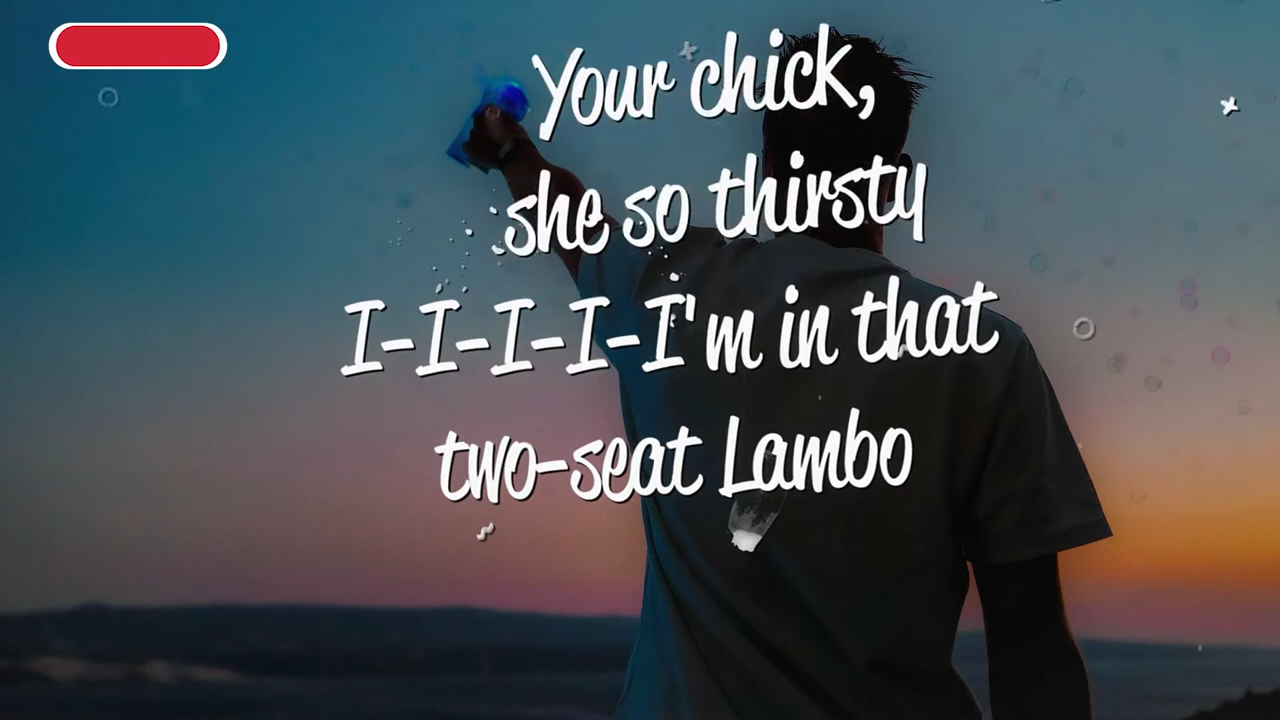 Your chick,
she so thirsty
I-I-I-I-I'm in that
two-seat Lambo